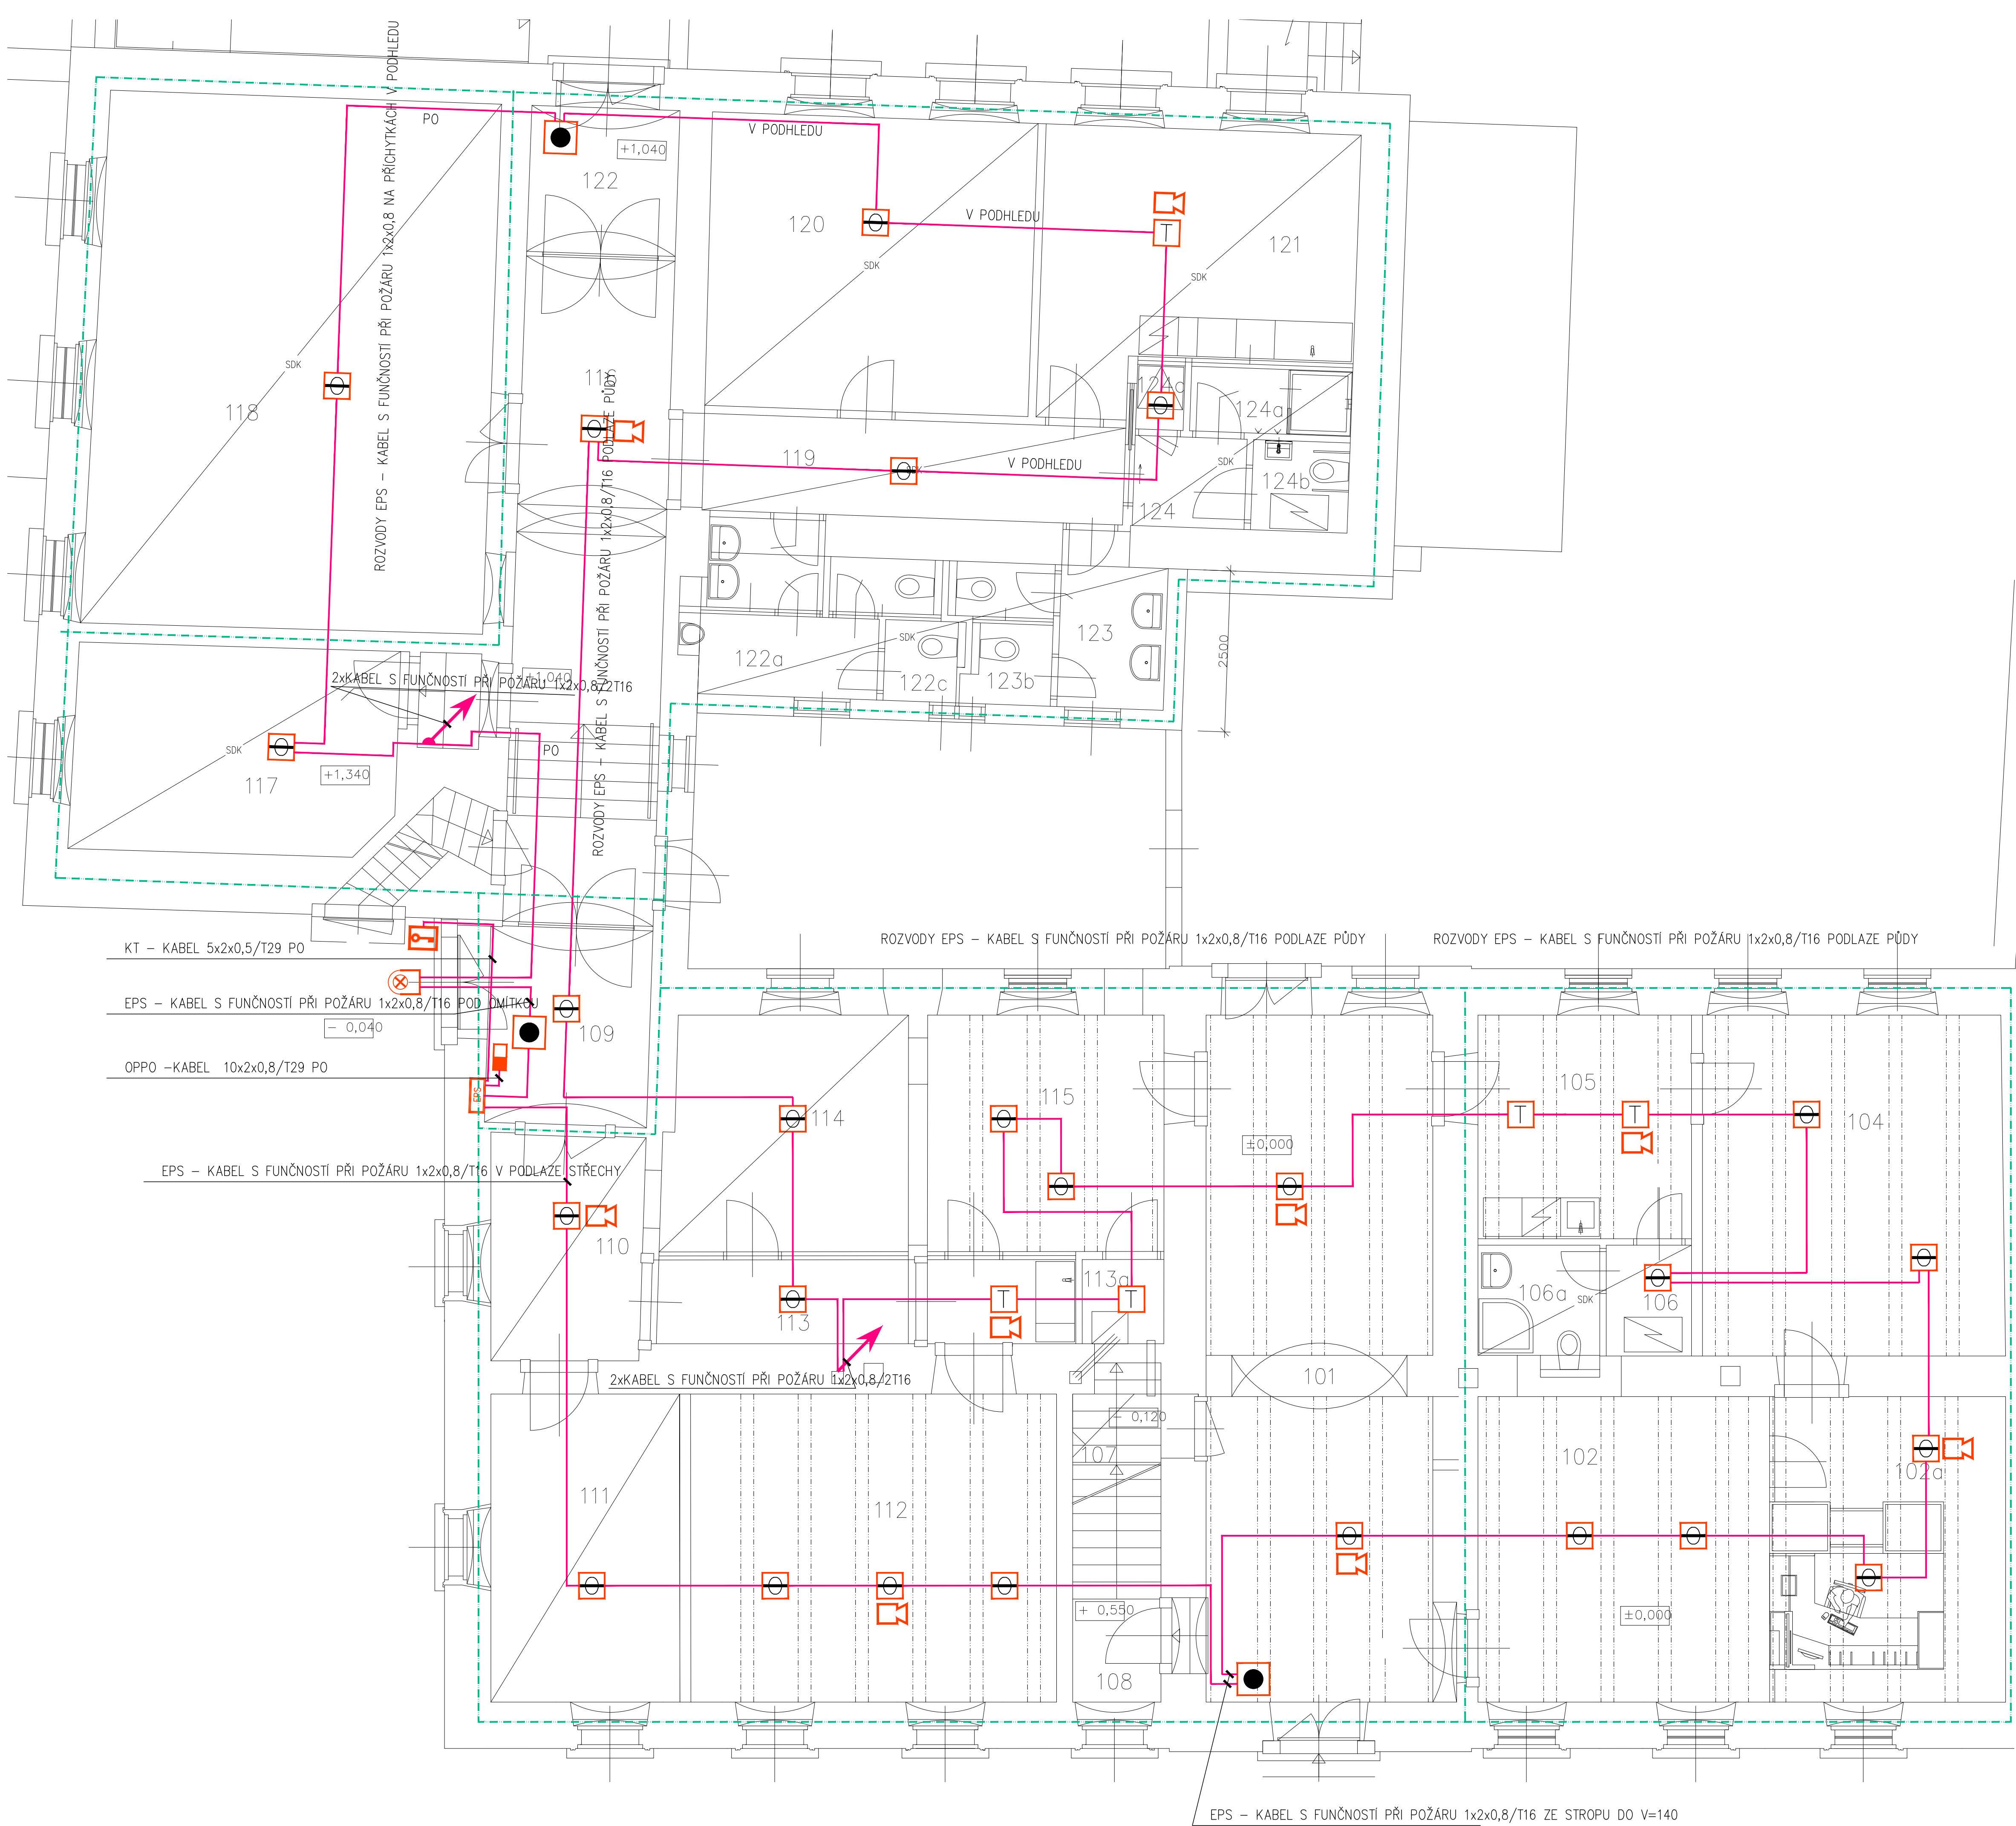 PO
ROZVODY EPS – KABEL S FUNČNOSTÍ PŘI POŽÁRU 1x2x0,8 NA PŘÍCHYTKÁCH V PODHLEDU
+1,040
122
V PODHLEDU
120
V PODHLEDU
T
121
SDK
SDK
SDK
118
116
ROZVODY EPS – KABEL S FUNČNOSTÍ PŘI POŽÁRU 1x2x0,8/T16 PODLAZE PŮDY
124a
124a
119
SDK
V PODHLEDU
SDK
124b
124
SDK
123
122a
122c
123b
2500
+1,040
2xKABEL S FUNČNOSTÍ PŘI POŽÁRU 1x2x0,8/2T16
PO
SDK
117
+1,340
KT – KABEL 5x2x0,5/T29 PO
ROZVODY EPS – KABEL S FUNČNOSTÍ PŘI POŽÁRU 1x2x0,8/T16 PODLAZE PŮDY
ROZVODY EPS – KABEL S FUNČNOSTÍ PŘI POŽÁRU 1x2x0,8/T16 PODLAZE PŮDY
EPS – KABEL S FUNČNOSTÍ PŘI POŽÁRU 1x2x0,8/T16 POD OMÍTKOU
– 0,040
109
OPPO –KABEL 10x2x0,8/T29 PO
EPS
114
115
±0,000
T
T
105
104
EPS – KABEL S FUNČNOSTÍ PŘI POŽÁRU 1x2x0,8/T16 V PODLAZE STŘECHY
110
113
T
113a
T
106a
SDK
106
2xKABEL S FUNČNOSTÍ PŘI POŽÁRU 1x2x0,8/2T16
101
– 0,120
107
102
102a
111
112
+ 0,550
±0,000
108
EPS – KABEL S FUNČNOSTÍ PŘI POŽÁRU 1x2x0,8/T16 ZE STROPU DO V=140